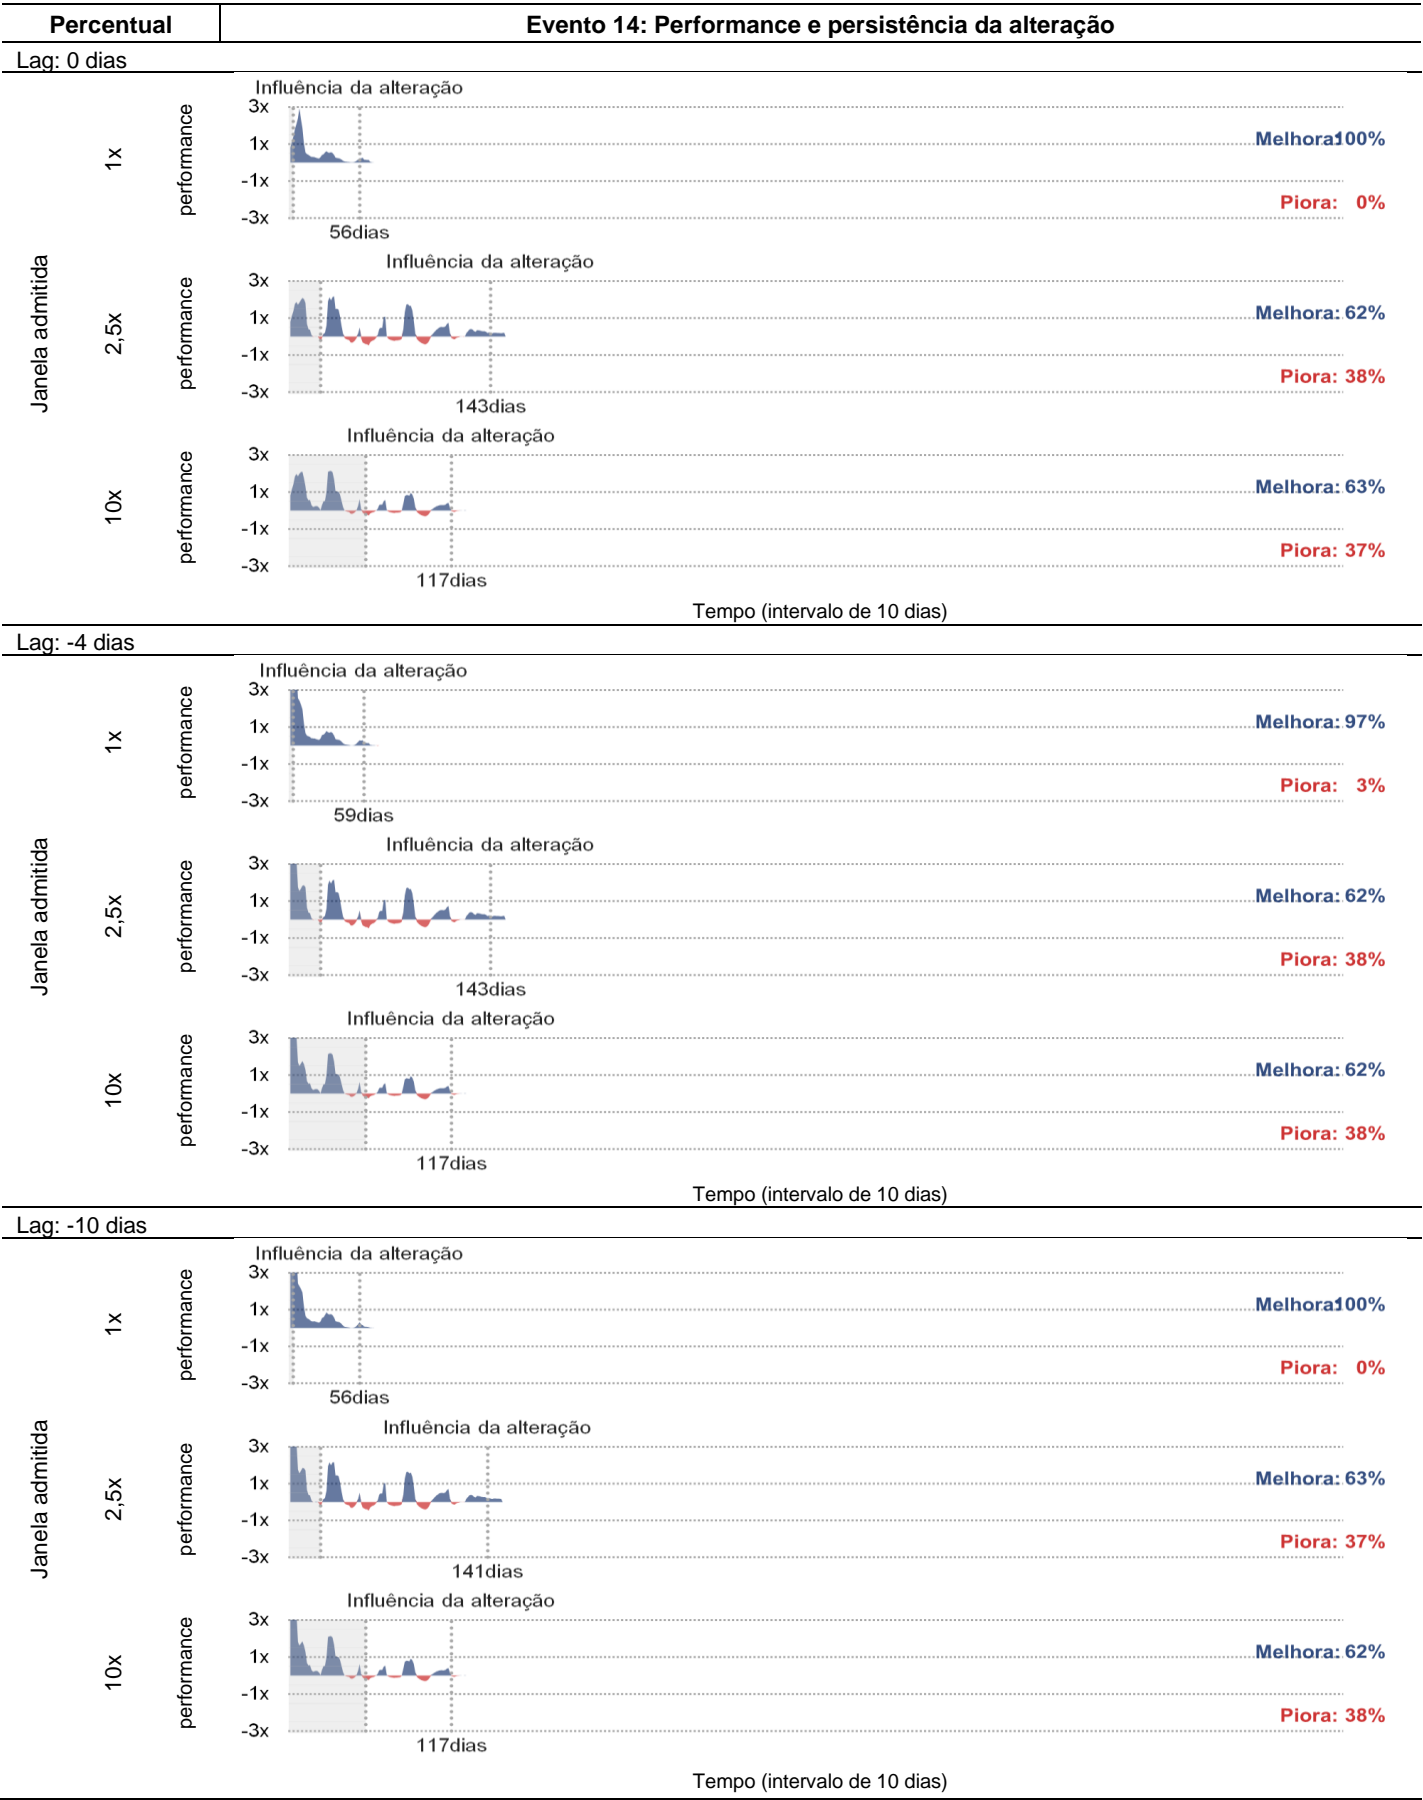 Percentual Evento 14: Performance e persistência da alteração
Lag: 0 dias
Janela admitida
1x
performance
Influência da alteração
3x
1x
-1x
-3x
Melhora:100%
Piora: 0%
56dias
2,5x
performance
Influência da alteração
3x
1x
-1x
-3x
Melhora: 62%
Piora: 38%
143dias
10x
performance
Influência da alteração
3x
1x
-1x
-3x
Melhora: 63%
Piora: 37%
117dias
Tempo (intervalo de 10 dias)
Lag: -4 dias
Janela admitida
1x
performance
Influência da alteração
3x
1x
-1x
-3x
Melhora: 97%
Piora: 3%
59dias
2,5x
performance
Influência da alteração
3x
1x
-1x
-3x
Melhora: 62%
Piora: 38%
143dias
10x
performance
Influência da alteração
3x
1x
-1x
-3x
Melhora: 62%
Piora: 38%
117dias
Tempo (intervalo de 10 dias)
Lag: -10 dias
Janela admitida
1x
performance
Influência da alteração
3x
1x
-1x
-3x
Melhora:100%
Piora: 0%
56dias
2,5x
performance
Influência da alteração
3x
1x
-1x
-3x
Melhora: 63%
Piora: 37%
141dias
10x
performance
Influência da alteração
3x
1x
-1x
-3x
Melhora: 62%
Piora: 38%
117dias
Tempo (intervalo de 10 dias)